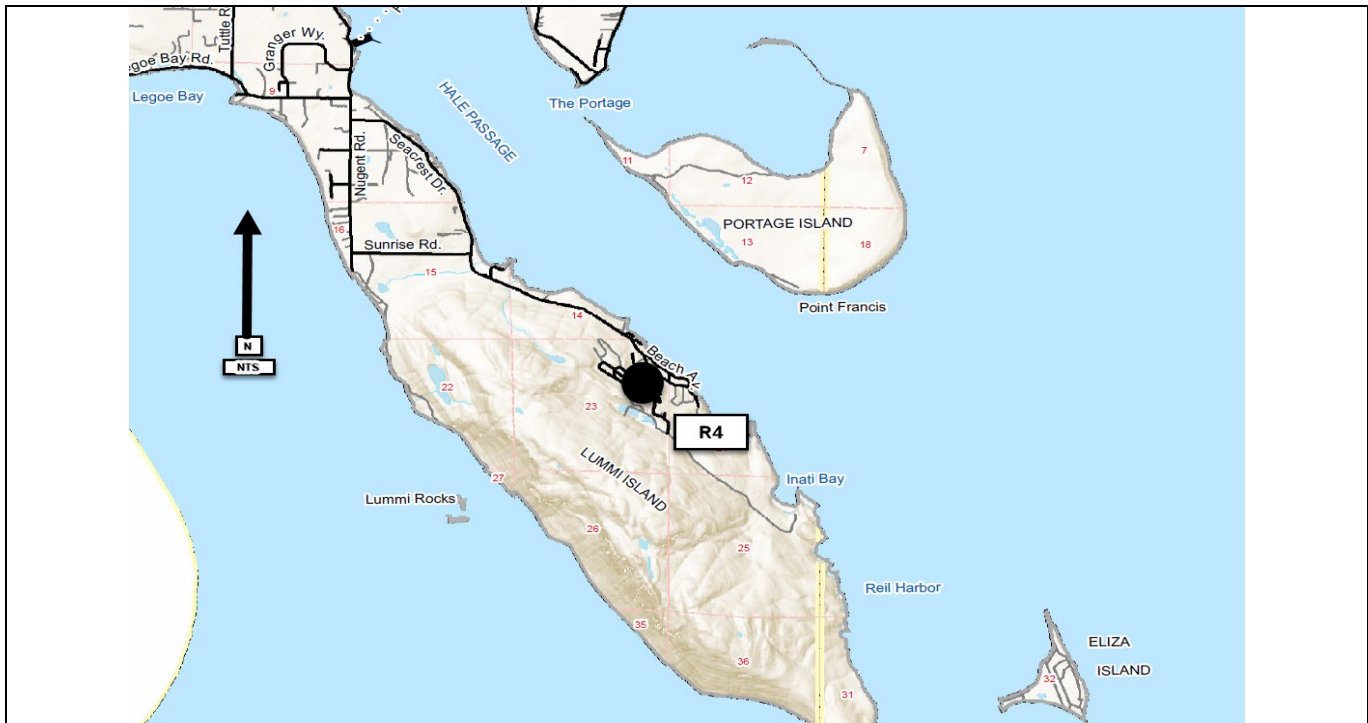 Tuttle R
Granger Wy.
egoe Bay Rd.
Legoe Bay
9
HALE PASSAGE
The Portage
Nugent Rd.
Seacrest Dr.
11
12
7
PORTAGE ISLAND
13
18
16
Sunrise Rd.
15
Point Francis
14
N
NTS
Beach Av
22
23
R4
LUMMI ISLAND
27
Inati Bay
Lummi Rocks
26
25
Reil Harbor
35
36
31
ELIZA
ISLAND
32